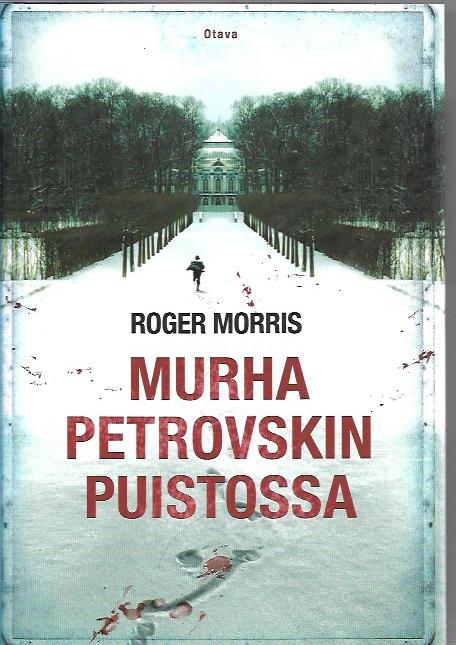 Otava
ROGER MORRIS
MURHA
PETROVSKIN
PUISTOSSA